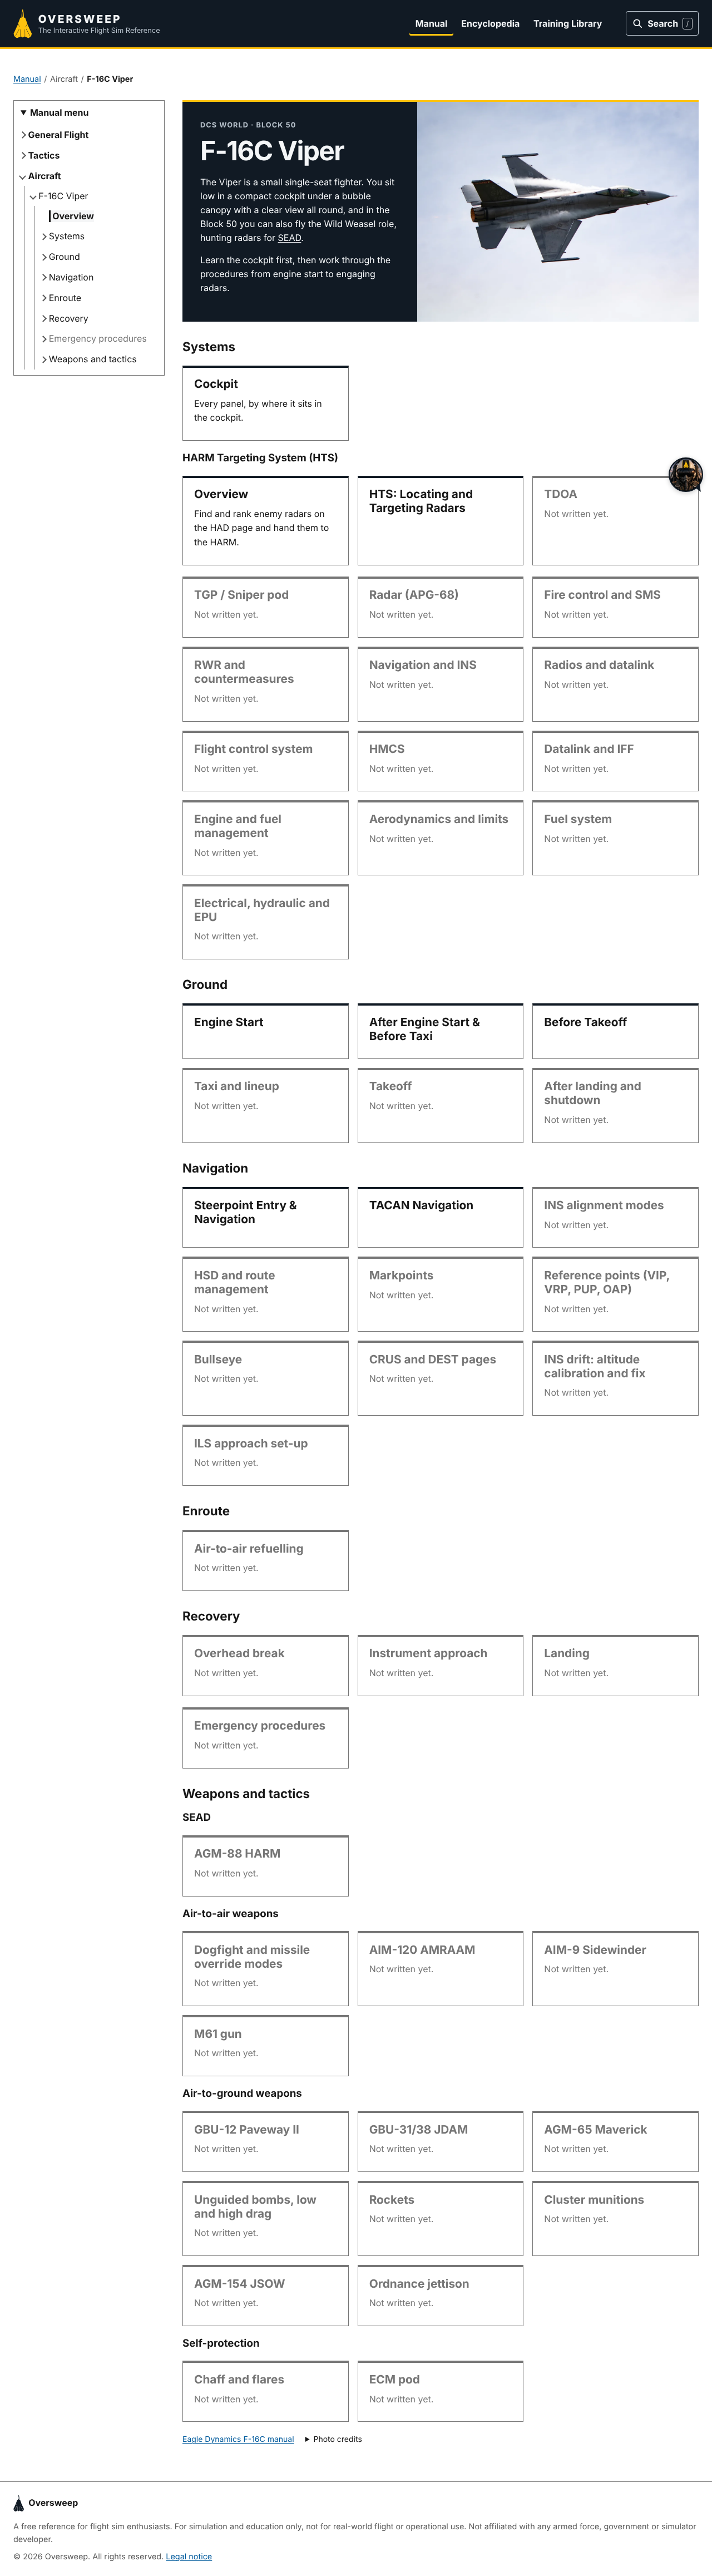 OVERSWEEP
The Interactive Flight Sim Reference
Manual
Encyclopedia
Training Library
Search /
Manual / Aircraft / F-16C Viper
Manual menu
General Flight
Tactics
Aircraft
F-16C Viper
Overview
Systems
Ground
Navigation
Enroute
Recovery
Emergency procedures
Weapons and tactics
DCS WORLD · BLOCK 50
F-16C Viper
The Viper is a small single-seat fighter. You sit
low in a compact cockpit under a bubble
canopy with a clear view all round, and in the
Block 50 you can also fly the Wild Weasel role,
hunting radars for SEAD.
Learn the cockpit first, then work through the
procedures from engine start to engaging
radars.
Systems
Cockpit
Every panel, by where it sits in
the cockpit.
HARM Targeting System (HTS)
Overview
Find and rank enemy radars on
the HAD page and hand them to
the HARM.
HTS: Locating and
Targeting Radars
TDOA
Not written yet.
TGP / Sniper pod
Not written yet.
Radar (APG-68)
Not written yet.
Fire control and SMS
Not written yet.
RWR and
countermeasures
Not written yet.
Navigation and INS
Not written yet.
Radios and datalink
Not written yet.
Flight control system
Not written yet.
HMCS
Not written yet.
Datalink and IFF
Not written yet.
Engine and fuel
management
Not written yet.
Aerodynamics and limits
Not written yet.
Fuel system
Not written yet.
Electrical, hydraulic and
EPU
Not written yet.
Ground
Engine Start
After Engine Start &
Before Taxi
Before Takeoff
Taxi and lineup
Not written yet.
Takeoff
Not written yet.
After landing and
shutdown
Not written yet.
Navigation
Steerpoint Entry &
Navigation
TACAN Navigation
INS alignment modes
Not written yet.
HSD and route
management
Not written yet.
Markpoints
Not written yet.
Reference points (VIP,
VRP, PUP, OAP)
Not written yet.
Bullseye
Not written yet.
CRUS and DEST pages
Not written yet.
INS drift: altitude
calibration and fix
Not written yet.
ILS approach set-up
Not written yet.
Enroute
Air-to-air refuelling
Not written yet.
Recovery
Overhead break
Not written yet.
Instrument approach
Not written yet.
Landing
Not written yet.
Emergency procedures
Not written yet.
Weapons and tactics
SEAD
AGM-88 HARM
Not written yet.
Air-to-air weapons
Dogfight and missile
override modes
Not written yet.
AIM-120 AMRAAM
Not written yet.
AIM-9 Sidewinder
Not written yet.
M61 gun
Not written yet.
Air-to-ground weapons
GBU-12 Paveway II
Not written yet.
GBU-31/38 JDAM
Not written yet.
AGM-65 Maverick
Not written yet.
Unguided bombs, low
and high drag
Not written yet.
Rockets
Not written yet.
Cluster munitions
Not written yet.
AGM-154 JSOW
Not written yet.
Ordnance jettison
Not written yet.
Self-protection
Chaff and flares
Not written yet.
ECM pod
Not written yet.
Eagle Dynamics F-16C manual
Photo credits
Oversweep
A free reference for flight sim enthusiasts. For simulation and education only, not for real-world flight or operational use. Not affiliated with any armed force, government or simulator
developer.
© 2026 Oversweep. All rights reserved. Legal notice